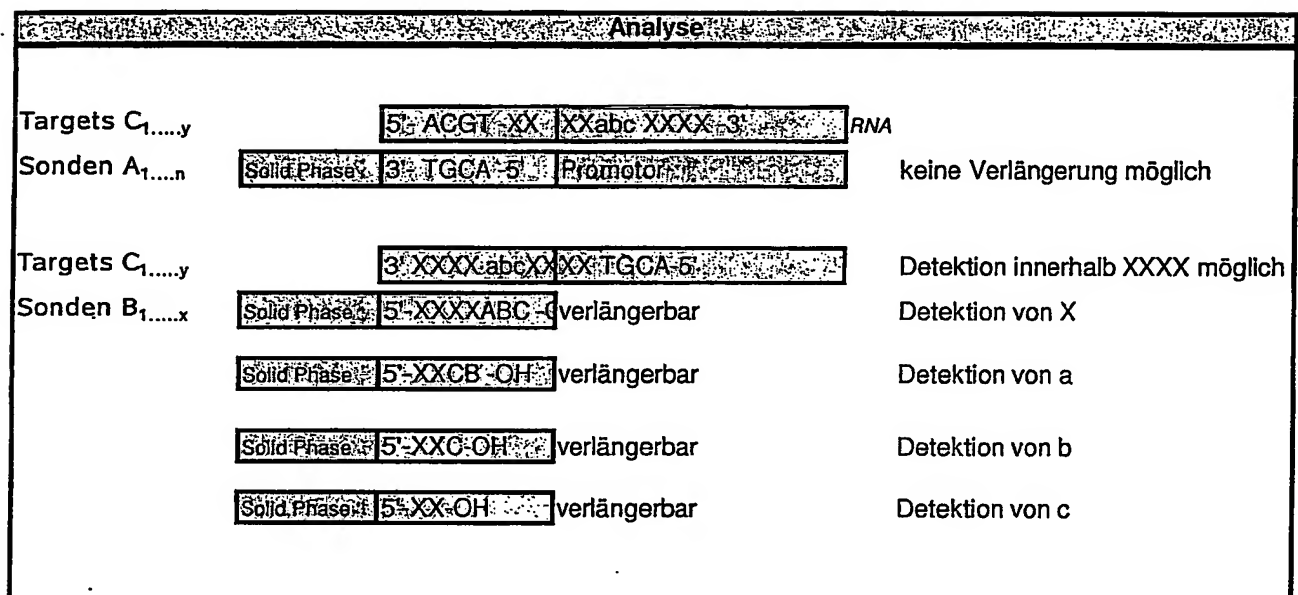 Analyse
Targets C1.....y 5'- ACGT -XX XXabc XXXX -3' RNA
Sonden A1....n Solid Phase 3'- TGCA -5' Promotor keine Verlängerung möglich
Targets C1.....y 3' XXXX abcXX XX TGCA-5' Detektion innerhalb XXXX möglich
Sonden B1.....x Solid Phase 5'-XXXXABC - verlängerbar Detektion von X
Solid Phase 5'-XXCB -OH verlängerbar Detektion von a
Solid Phase 5'-XXC-OH verlängerbar Detektion von b
Solid Phase 5'-XX-OH verlängerbar Detektion von c